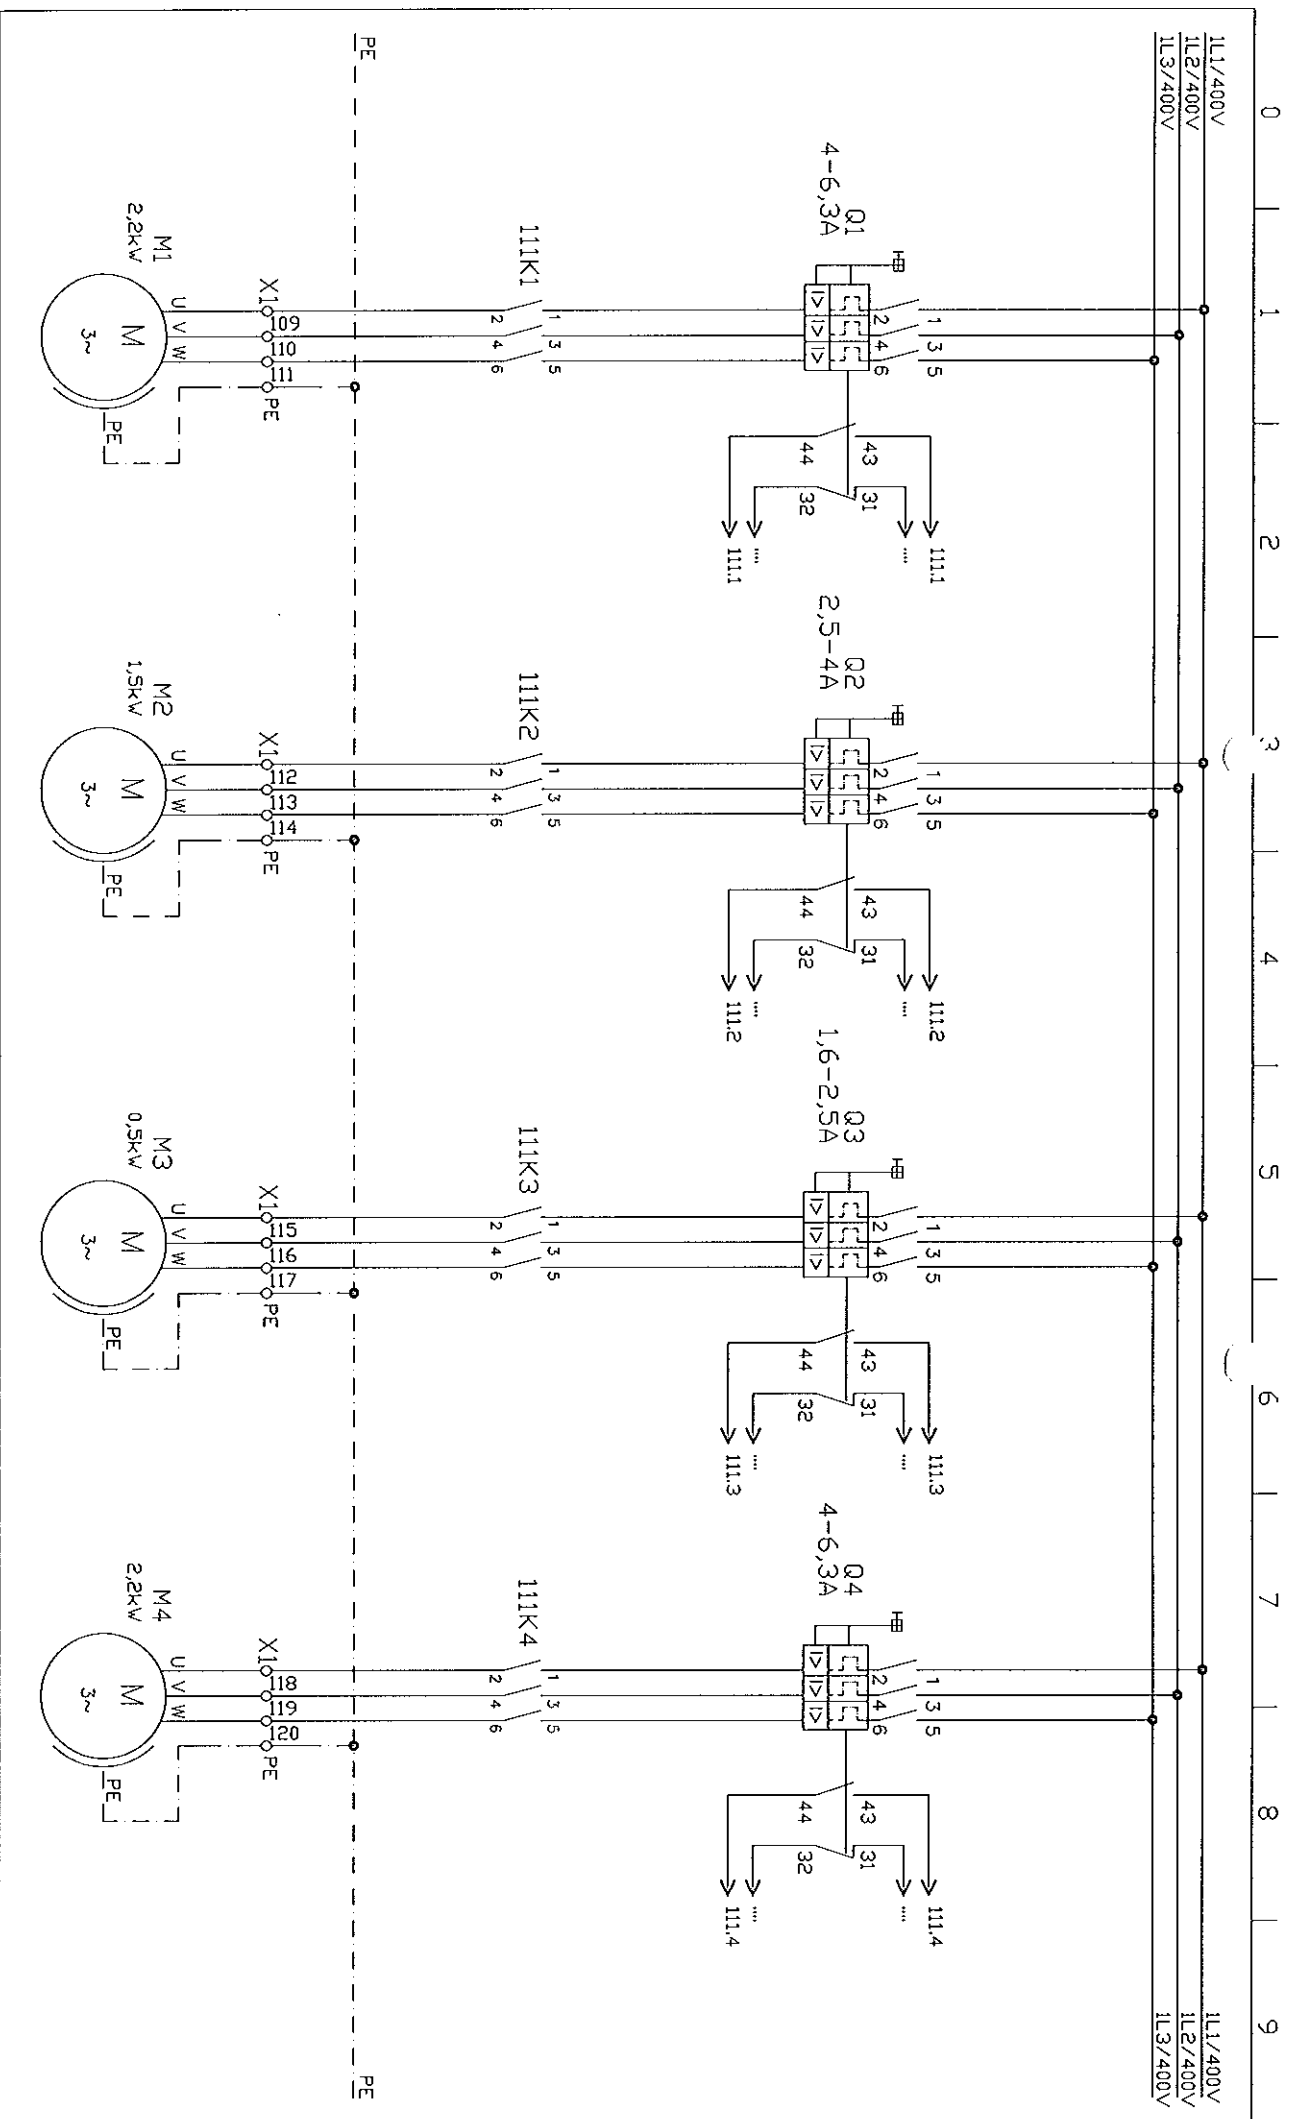 0
1
2
3
4
5
6
7
8
9
1L1/400V
1L2/400V
1L3/400V
1L1/400V
1L2/400V
1L3/400V
Q1
4-6,3A
1 3 5
2 4 6
I> I> I>
43 31
44 32
111.1
....
....
111.1
Q2
2,5-4A
1 3 5
2 4 6
I> I> I>
43 31
44 32
111.2
....
....
111.2
Q3
1,6-2,5A
1 3 5
2 4 6
I> I> I>
43 31
44 32
111.3
....
....
111.3
Q4
4-6,3A
1 3 5
2 4 6
I> I> I>
43 31
44 32
111.4
....
....
111.4
111K1
1 3 5
2 4 6
111K2
1 3 5
2 4 6
111K3
1 3 5
2 4 6
111K4
1 3 5
2 4 6
PE
PE
X1 109 110 111 PE
X1 112 113 114 PE
X1 115 116 117 PE
X1 118 119 120 PE
M1
2,2kW
U V W
M
3~
PE
M2
1,5kW
U V W
M
3~
PE
M3
0,5kW
U V W
M
3~
PE
M4
2,2kW
U V W
M
3~
PE